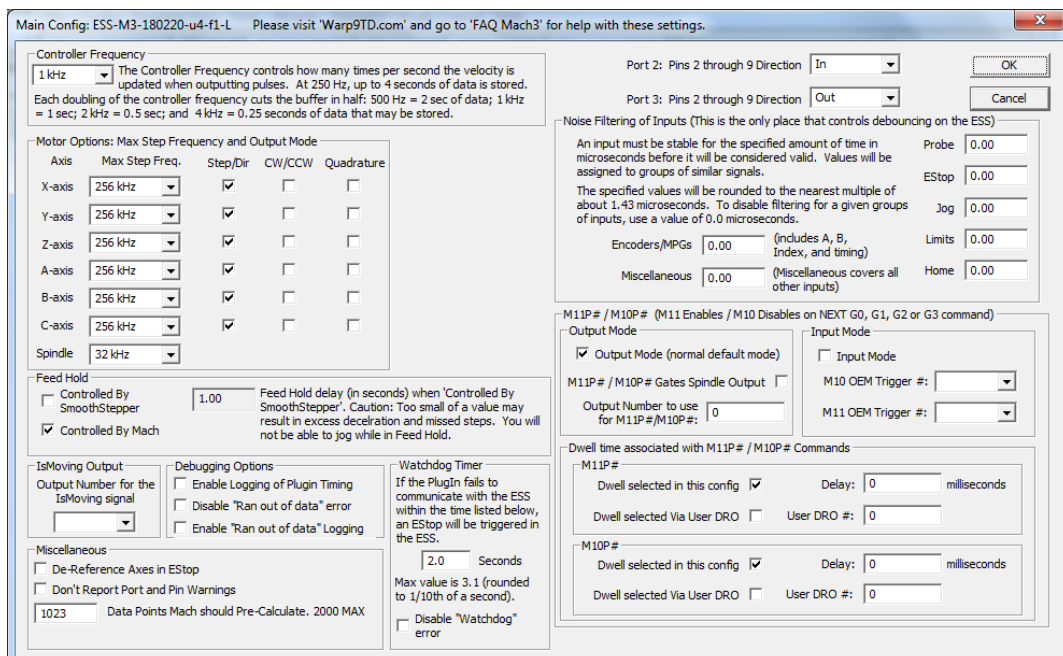 Main Config: ESS-M3-180220-u4-f1-L Please visit 'Warp9TD.com' and go to 'FAQ Mach3' for help with these settings.
Controller Frequency
1 kHz
The Controller Frequency controls how many times per second the velocity is
updated when outputting pulses. At 250 Hz, up to 4 seconds of data is stored.
Each doubling of the controller frequency cuts the buffer in half: 500 Hz = 2 sec of data; 1 kHz
= 1 sec; 2 kHz = 0.5 sec; and 4 kHz = 0.25 seconds of data that may be stored.
Motor Options: Max Step Frequency and Output Mode
Axis Max Step Freq. Step/Dir CW/CCW Quadrature
X-axis 256 kHz
Y-axis 256 kHz
Z-axis 256 kHz
A-axis 256 kHz
B-axis 256 kHz
C-axis 256 kHz
Spindle 32 kHz
Feed Hold
Controlled By
SmoothStepper
Controlled By Mach
1.00
Feed Hold delay (in seconds) when 'Controlled By
SmoothStepper'. Caution: Too small of a value may
result in excess decelration and missed steps. You will
not be able to jog while in Feed Hold.
IsMoving Output
Output Number for the
IsMoving signal
Debugging Options
Enable Logging of Plugin Timing
Disable "Ran out of data" error
Enable "Ran out of data" Logging
Watchdog Timer
If the PlugIn fails to
communicate with the ESS
within the time listed below,
an EStop will be triggered in
the ESS.
2.0 Seconds
Max value is 3.1 (rounded
to 1/10th of a second).
Disable "Watchdog"
error
Miscellaneous
De-Reference Axes in EStop
Don't Report Port and Pin Warnings
1023 Data Points Mach should Pre-Calculate. 2000 MAX
Port 2: Pins 2 through 9 Direction In
Port 3: Pins 2 through 9 Direction Out
OK
Cancel
Noise Filtering of Inputs (This is the only place that controls debouncing on the ESS)
An input must be stable for the specified amount of time in
microseconds before it will be considered valid. Values will be
assigned to groups of similar signals.
The specified values will be rounded to the nearest multiple of
about 1.43 microseconds. To disable filtering for a given groups
of inputs, use a value of 0.0 microseconds.
Encoders/MPGs 0.00 (includes A, B,
Index, and timing)
Miscellaneous 0.00 (Miscellaneous covers all
other inputs)
Probe 0.00
EStop 0.00
Jog 0.00
Limits 0.00
Home 0.00
M11P# / M10P# (M11 Enables / M10 Disables on NEXT G0, G1, G2 or G3 command)
Output Mode
Output Mode (normal default mode)
M11P# / M10P# Gates Spindle Output
Output Number to use
for M11P#/M10P#: 0
Input Mode
Input Mode
M10 OEM Trigger #:
M11 OEM Trigger #:
Dwell time associated with M11P# / M10P# Commands
M11P#
Dwell selected in this config Delay: 0 milliseconds
Dwell selected Via User DRO User DRO #: 0
M10P#
Dwell selected in this config Delay: 0 milliseconds
Dwell selected Via User DRO User DRO #: 0